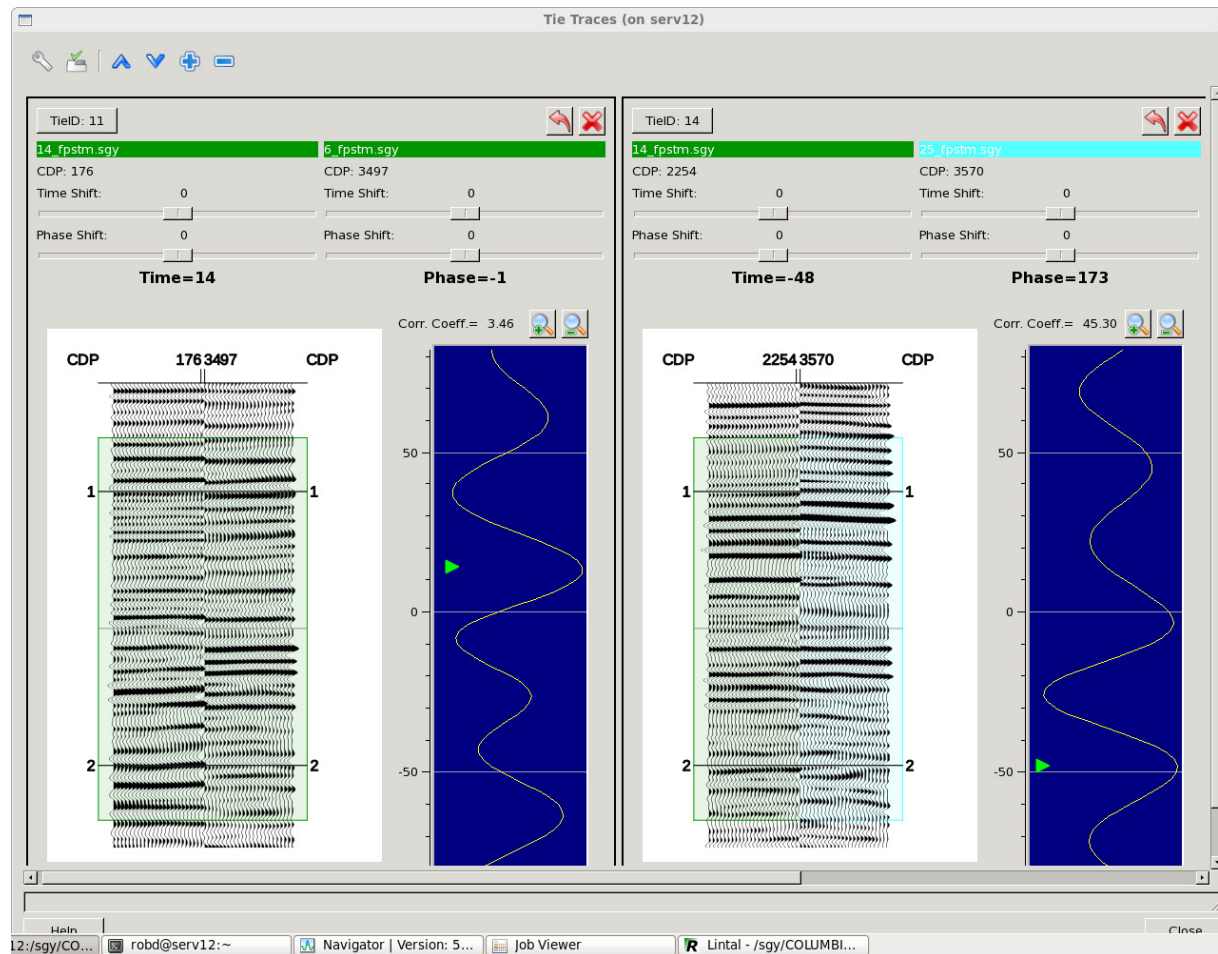 Tie Traces (on serv12)
TieID: 11
14_fpstm.sgy 6_fpstm.sgy
CDP: 176 CDP: 3497
Time Shift: 0 Time Shift: 0
Phase Shift: 0 Phase Shift: 0
Time=14 Phase=-1
Corr. Coeff.= 3.46
CDP 176 3497 CDP
1 1
2 2
50
0
-50
TieID: 14
14_fpstm.sgy 25_fpstm.sgy
CDP: 2254 CDP: 3570
Time Shift: 0 Time Shift: 0
Phase Shift: 0 Phase Shift: 0
Time=-48 Phase=173
Corr. Coeff.= 45.30
CDP 2254 3570 CDP
1 1
2 2
50
0
-50
Help Close
12:/sgy/CO... robd@serv12:~ Navigator | Version: 5... Job Viewer Lintal - /sgy/COLUMBI...